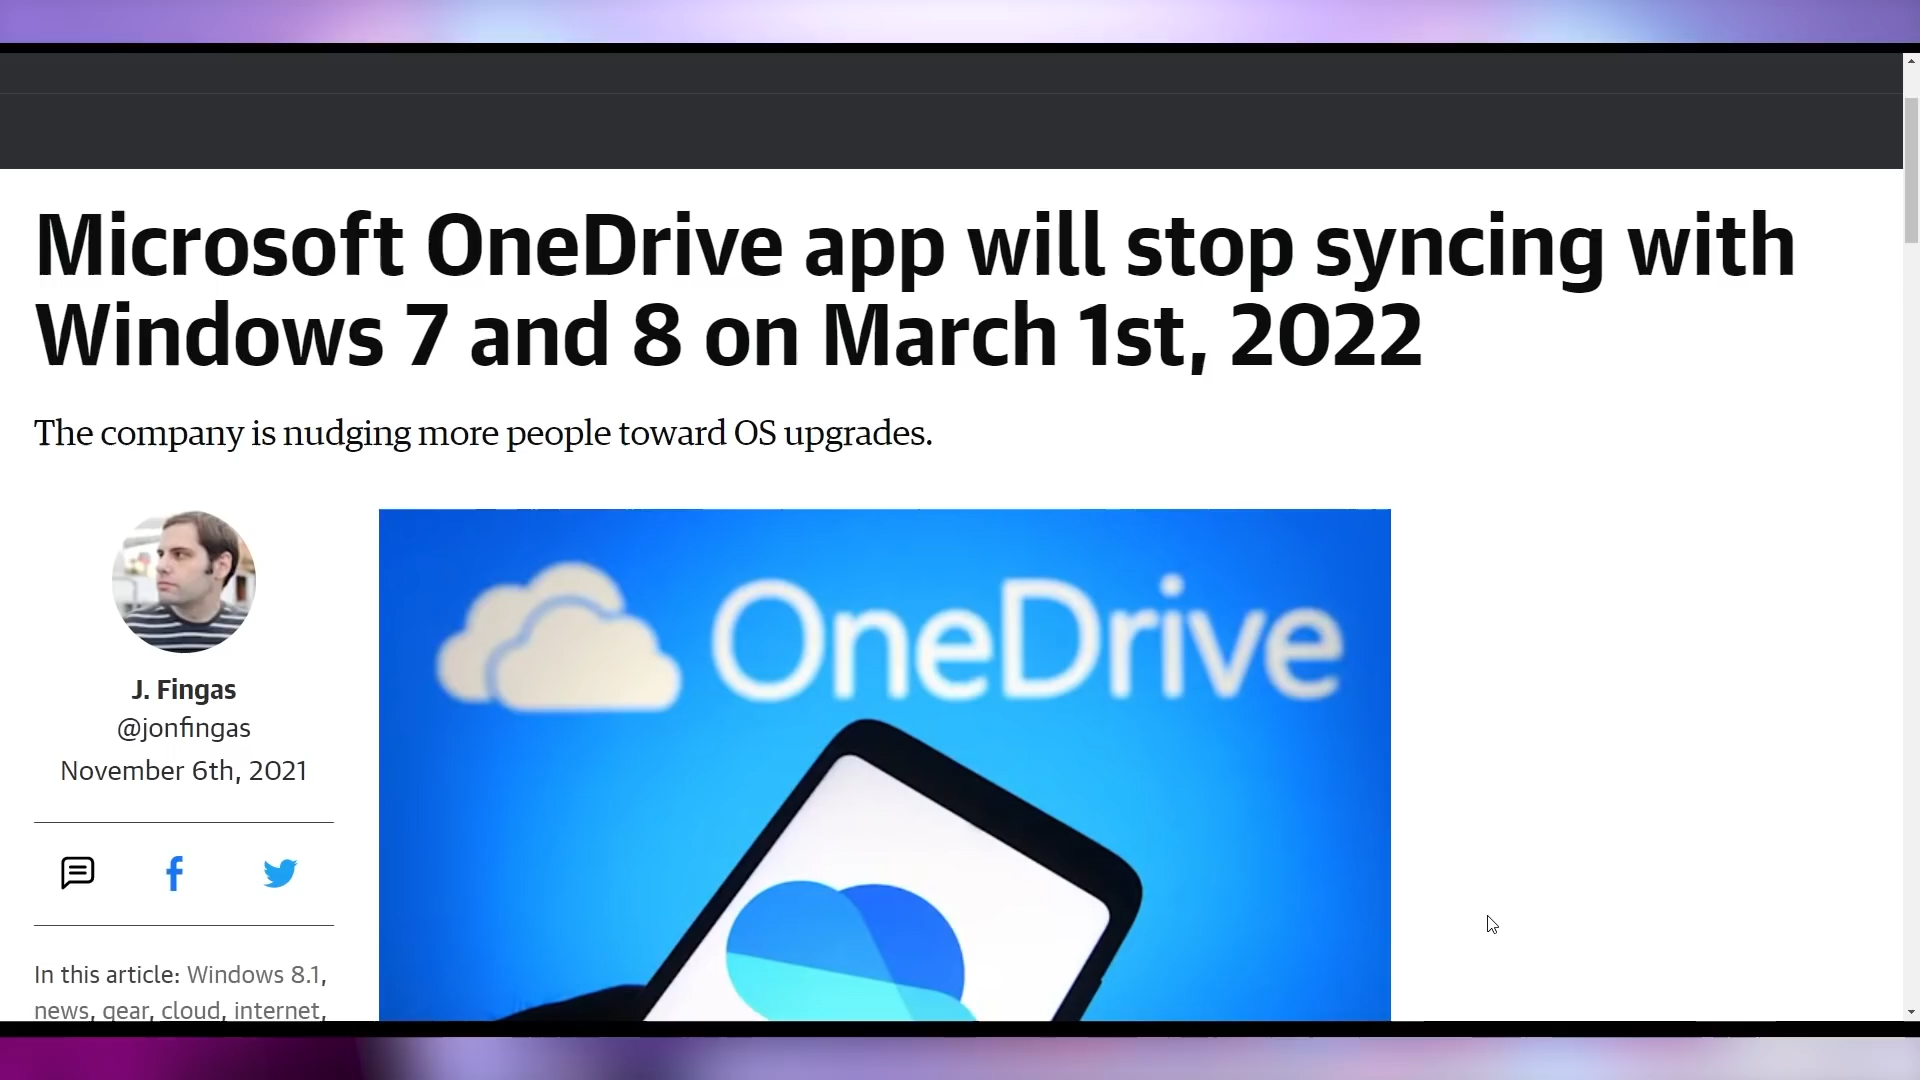 Microsoft OneDrive app will stop syncing with
Windows 7 and 8 on March 1st, 2022
The company is nudging more people toward OS upgrades.
OneDrive
J. Fingas
@jonfingas
November 6th, 2021
In this article: Windows 8.1,
news, gear, cloud, internet,